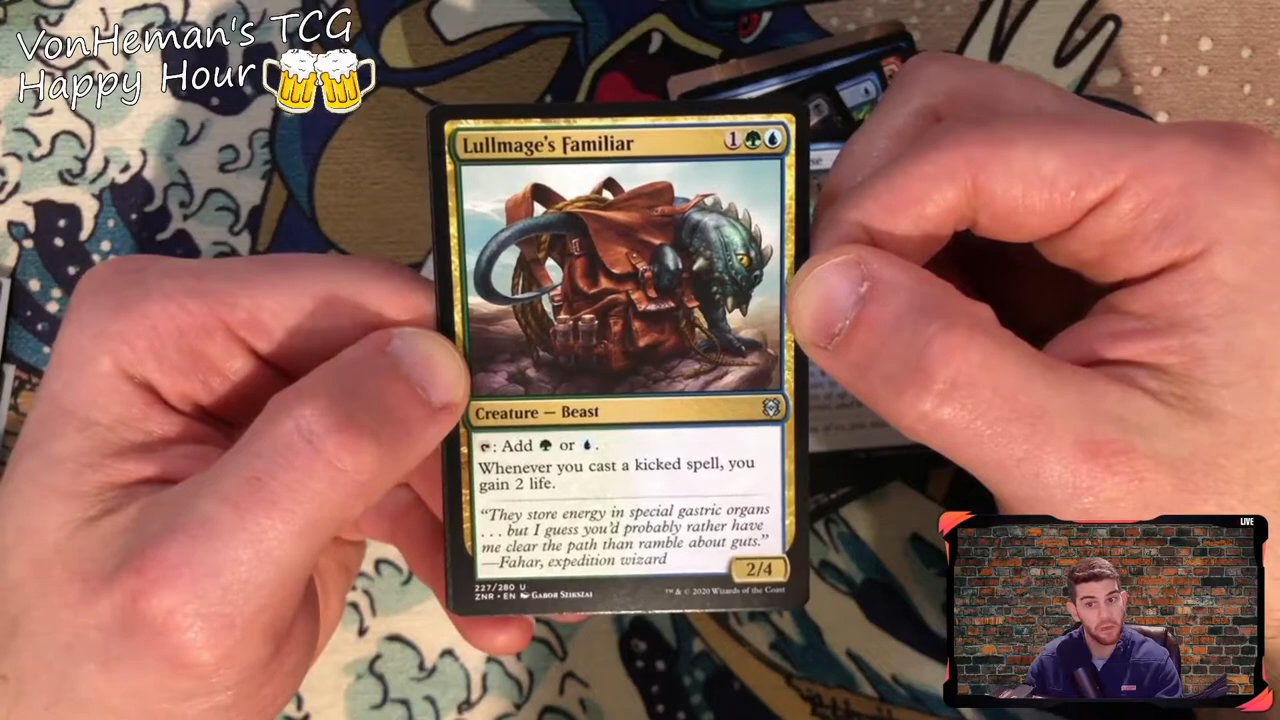 VonHeman's TCG
Happy Hour
Lullmage's Familiar
1
Creature — Beast
: Add or .
Whenever you cast a kicked spell, you
gain 2 life.
"They store energy in special gastric organs
. . . but I guess you'd probably rather have
me clear the path than ramble about guts."
—Fahar, expedition wizard
2/4
227/280 U
ZNR • EN Gabor Szikszai
™ & © 2020 Wizards of the Coast
LIVE